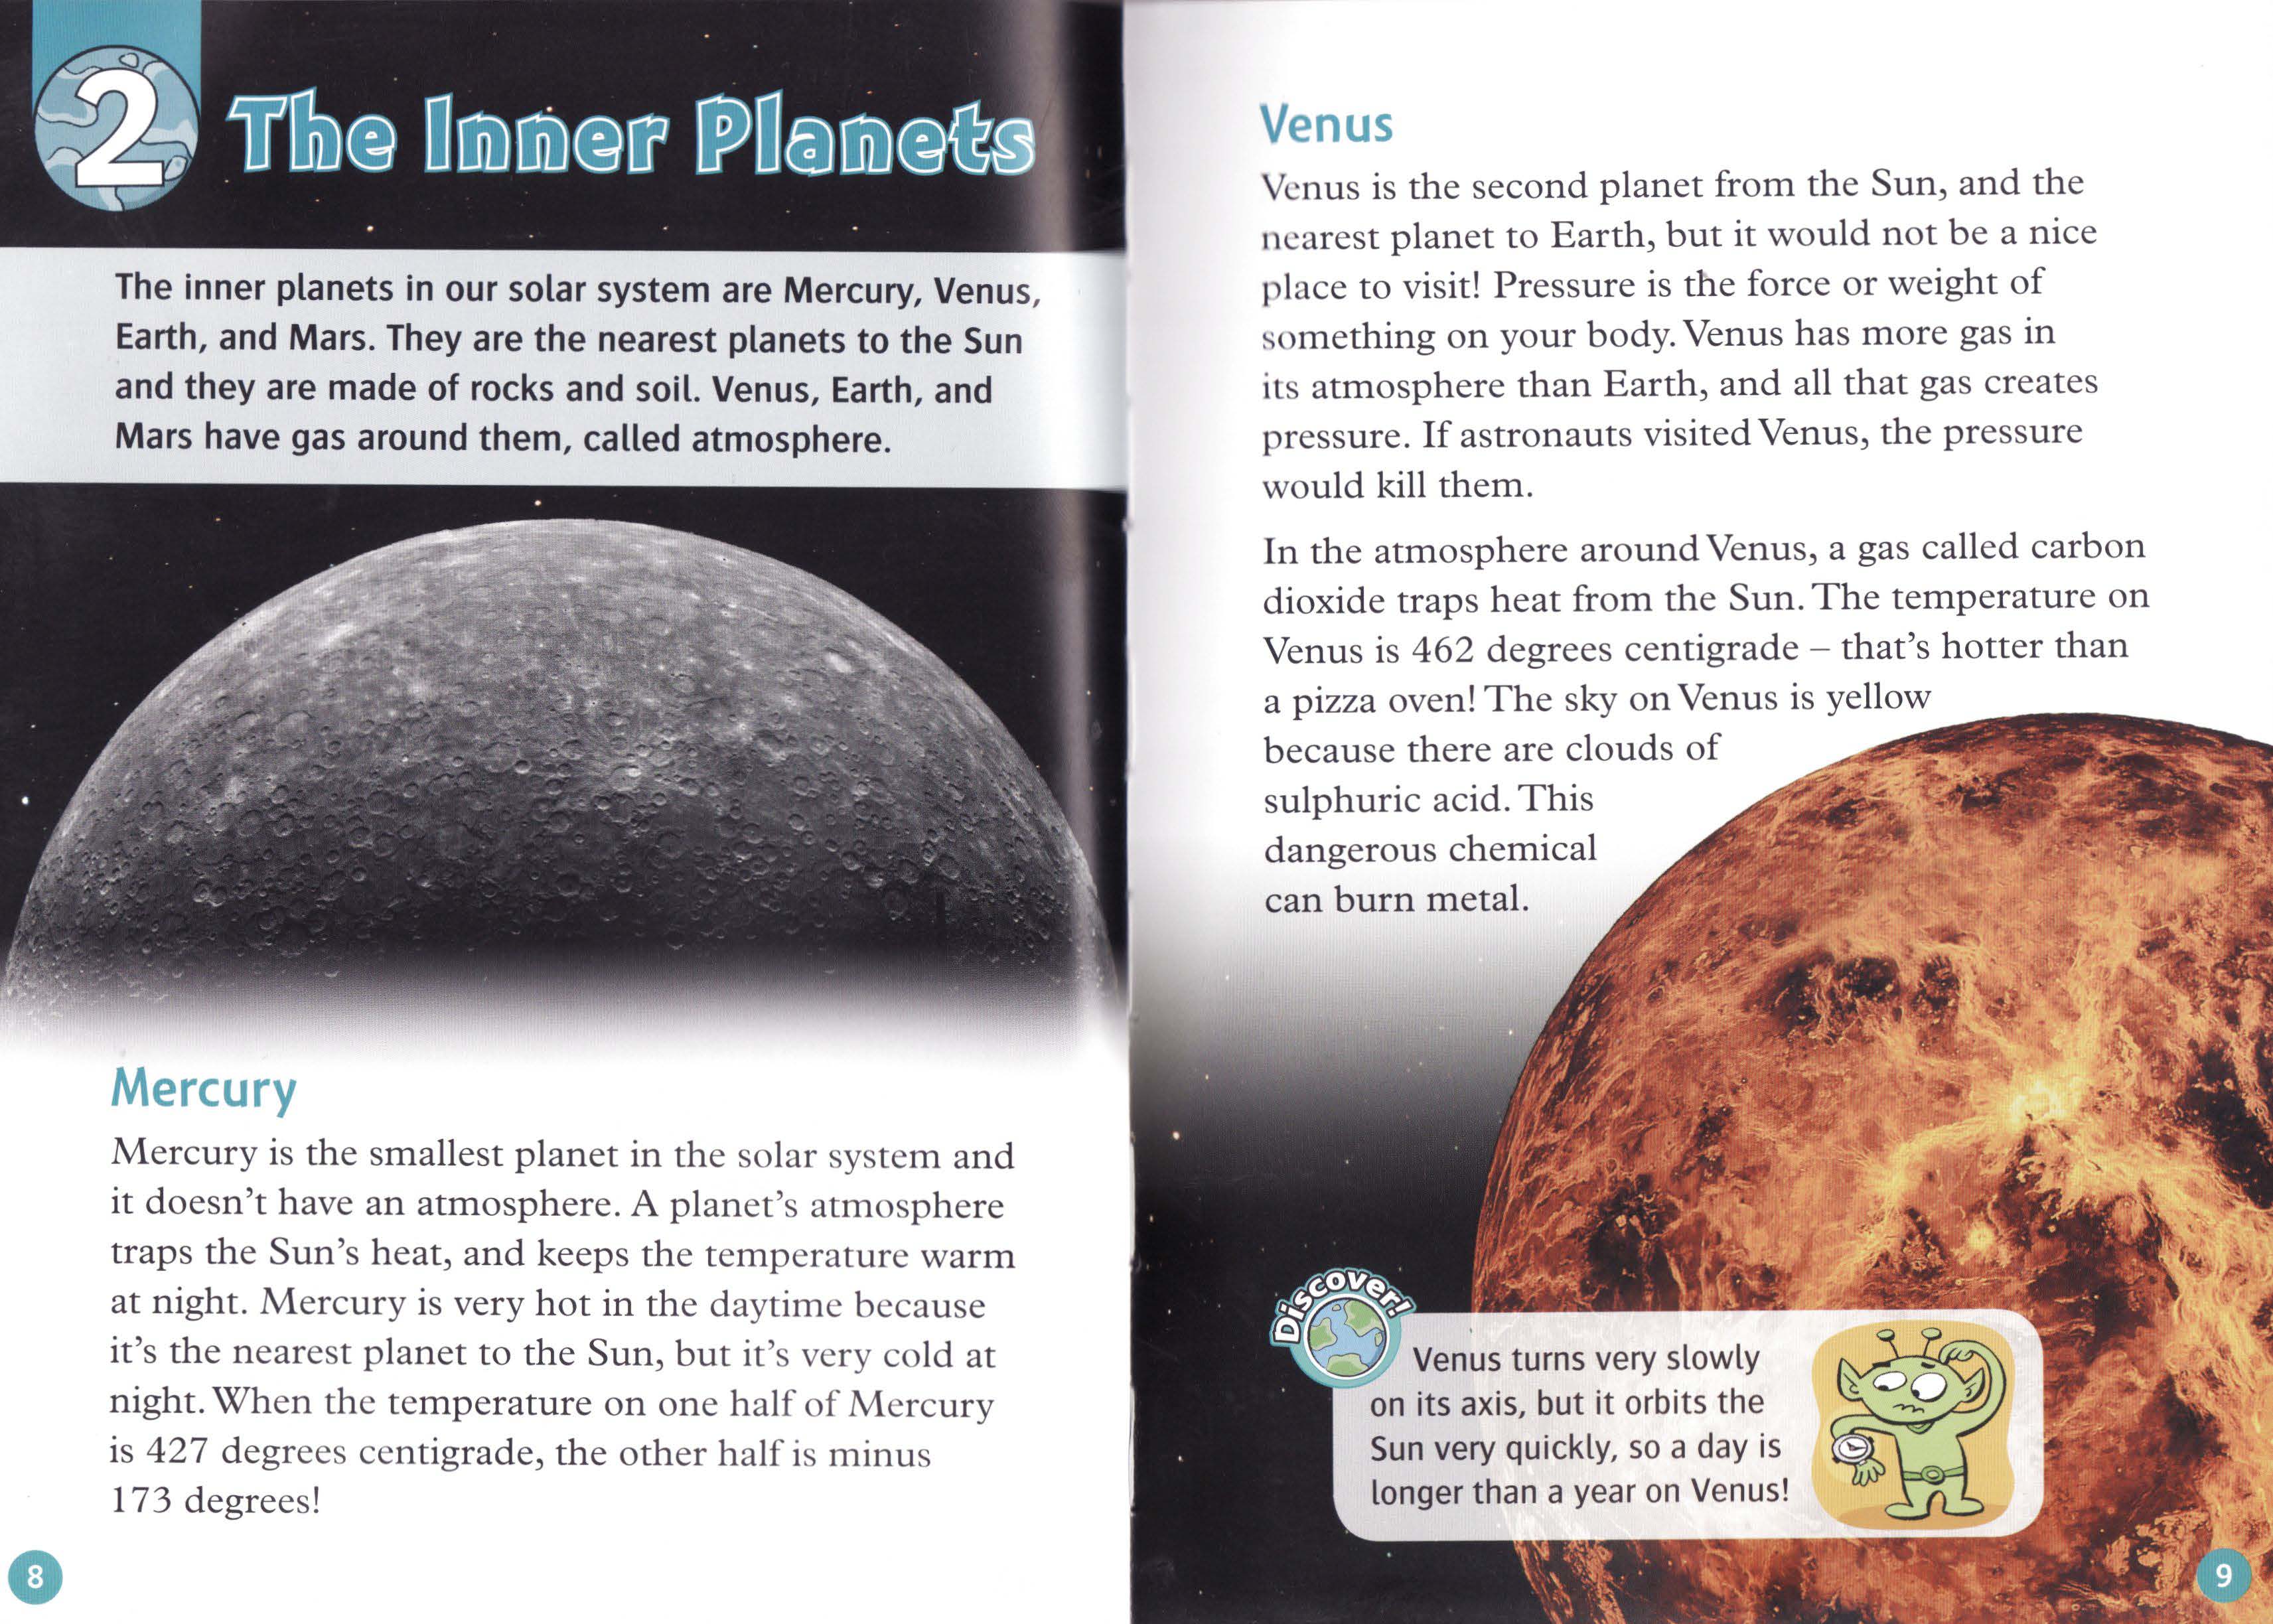 2
The Inner Planets
The inner planets in our solar system are Mercury, Venus,
Earth, and Mars. They are the nearest planets to the Sun
and they are made of rocks and soil. Venus, Earth, and
Mars have gas around them, called atmosphere.
Mercury
Mercury is the smallest planet in the solar system and
it doesn't have an atmosphere. A planet's atmosphere
traps the Sun's heat, and keeps the temperature warm
at night. Mercury is very hot in the daytime because
it's the nearest planet to the Sun, but it's very cold at
night. When the temperature on one half of Mercury
is 427 degrees centigrade, the other half is minus
173 degrees!
8
Venus
Venus is the second planet from the Sun, and the
nearest planet to Earth, but it would not be a nice
place to visit! Pressure is the force or weight of
something on your body. Venus has more gas in
its atmosphere than Earth, and all that gas creates
pressure. If astronauts visited Venus, the pressure
would kill them.
In the atmosphere around Venus, a gas called carbon
dioxide traps heat from the Sun. The temperature on
Venus is 462 degrees centigrade – that's hotter than
a pizza oven! The sky on Venus is yellow
because there are clouds of
sulphuric acid. This
dangerous chemical
can burn metal.
Discover!
Venus turns very slowly
on its axis, but it orbits the
Sun very quickly, so a day is
longer than a year on Venus!
9